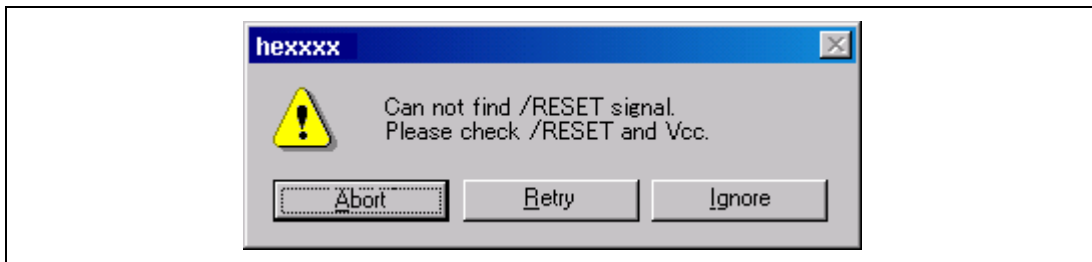 hexxxx
Can not find /RESET signal.
Please check /RESET and Vcc.
Abort
Retry
Ignore